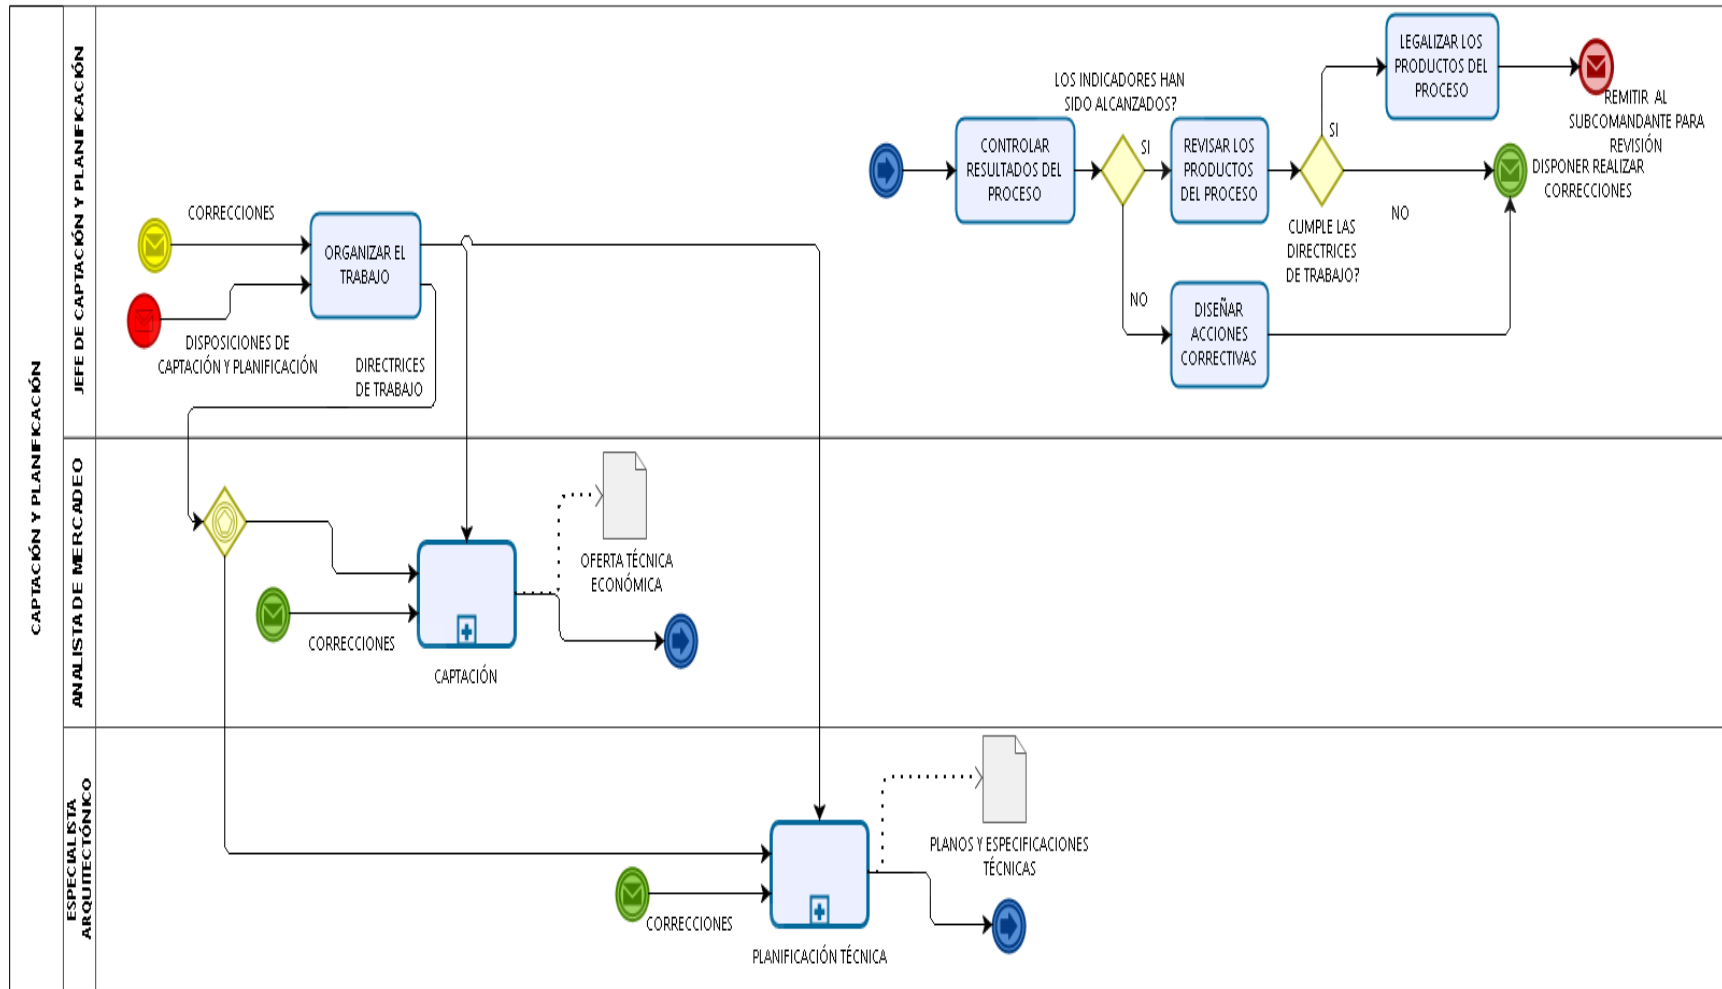 CAPTACIÓN Y PLANIFICACIÓN
JEFE DE CAPTACIÓN Y PLANIFICACIÓN
CORRECCIONES
ORGANIZAR EL
TRABAJO
DISPOSICIONES DE
CAPTACIÓN Y PLANIFICACIÓN
DIRECTRICES
DE TRABAJO
CONTROLAR
RESULTADOS DEL
PROCESO
LOS INDICADORES HAN
SIDO ALCANZADOS?
SI
NO
REVISAR LOS
PRODUCTOS
DEL PROCESO
DISEÑAR
ACCIONES
CORRECTIVAS
CUMPLE LAS
DIRECTRICES
DE TRABAJO?
SI
NO
LEGALIZAR LOS
PRODUCTOS DEL
PROCESO
REMITIR AL
SUBCOMANDANTE PARA
REVISIÓN
DISPONER REALIZAR
CORRECCIONES
ANALISTA DE MERCADEO
CORRECCIONES
CAPTACIÓN
OFERTA TÉCNICA
ECONÓMICA
ESPECIALISTA
ARQUITECTÓNICO
CORRECCIONES
PLANIFICACIÓN TÉCNICA
PLANOS Y ESPECIFICACIONES
TÉCNICAS